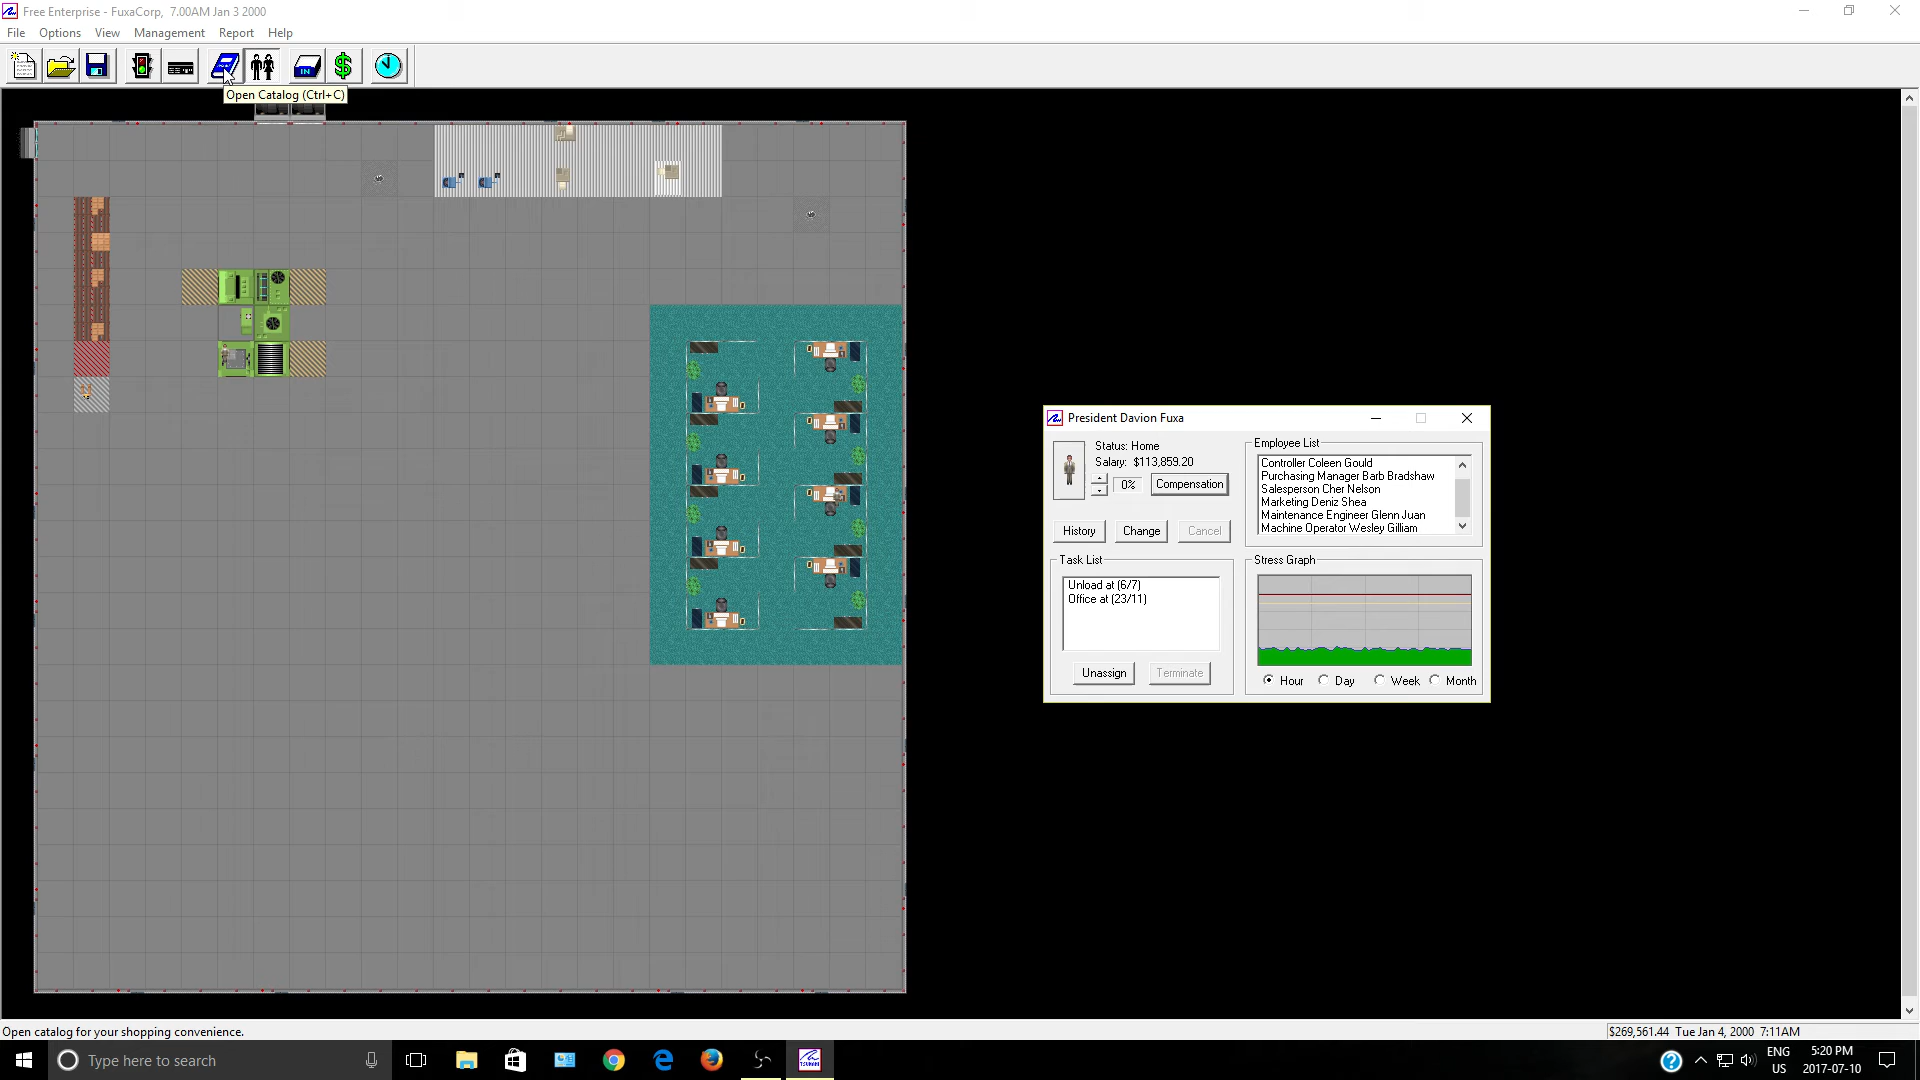 Free Enterprise - FuxaCorp,  7.00AM Jan 3 2000
File Options View Management Report Help
IN $
Open Catalog (Ctrl+C)
President Davion Fuxa
Status: Home
Salary: $113,859.20
0% Compensation
History Change Cancel
Employee List
Controller Coleen Gould
Purchasing Manager Barb Bradshaw
Salesperson Cher Nelson
Marketing Deniz Shea
Maintenance Engineer Glenn Juan
Machine Operator Wesley Gilliam
Task List
Unload at (6/7)
Office at (23/11)
Unassign Terminate
Stress Graph
Hour Day Week Month
Open catalog for your shopping convenience.
$269,561.44 Tue Jan 4, 2000 7:11AM
Type here to search
TSUNAMI
ENG
US
5:20 PM
2017-07-10